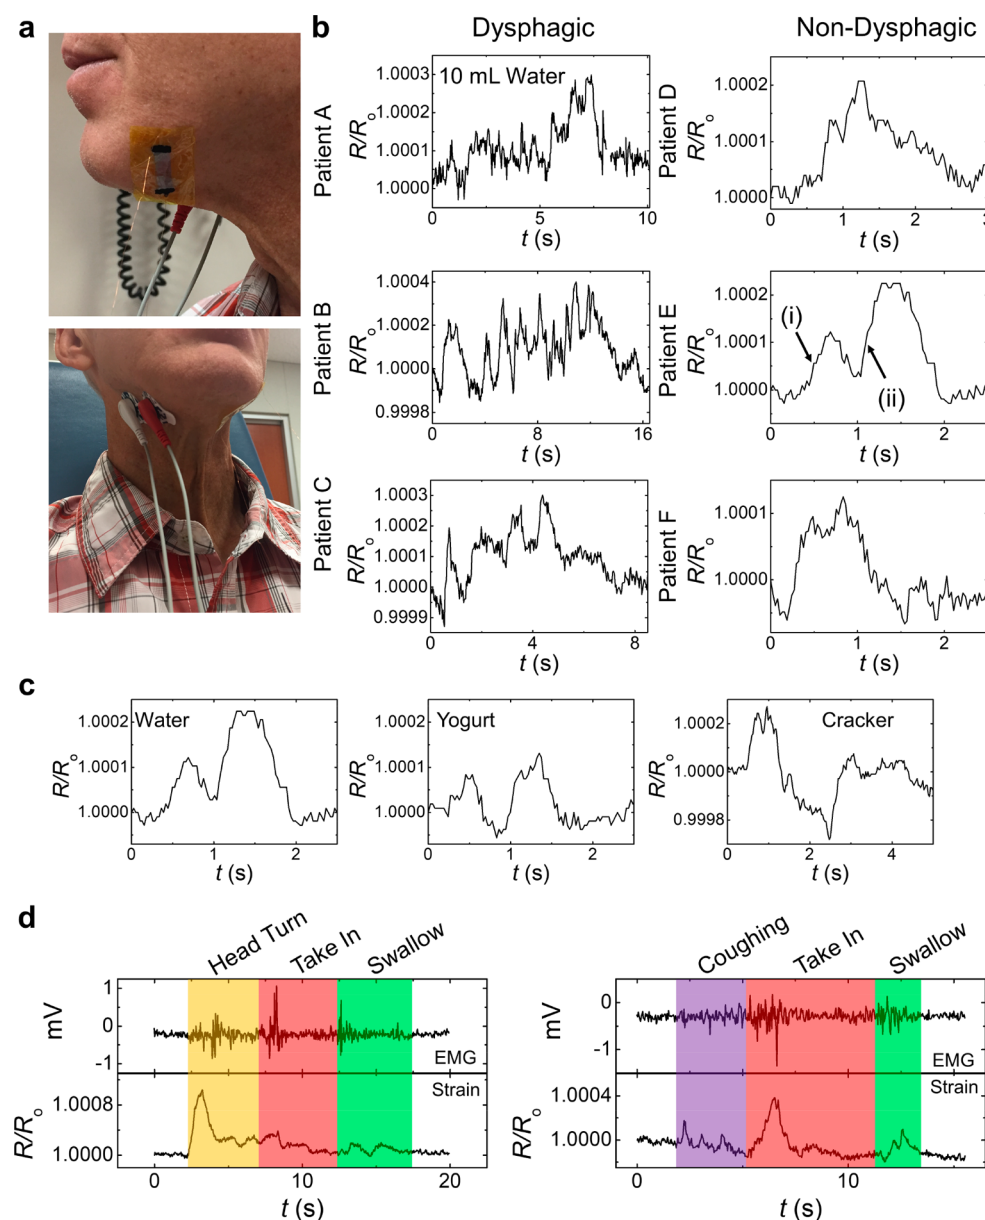 a
b
Dysphagic
Non-Dysphagic
Patient A
R/Rₒ
1.0003
1.0002
1.0001
1.0000
10 mL Water
0 5 10
t (s)
Patient D
R/Rₒ
1.0002
1.0001
1.0000
0 1 2 3
t (s)
Patient B
R/Rₒ
1.0004
1.0002
1.0000
0.9998
0 8 16
t (s)
Patient E
R/Rₒ
1.0002
1.0001
1.0000
(i)
(ii)
0 1 2
t (s)
Patient C
R/Rₒ
1.0003
1.0002
1.0001
1.0000
0.9999
0 4 8
t (s)
Patient F
R/Rₒ
1.0001
1.0000
0 1 2
t (s)
c
R/Rₒ
1.0002
1.0001
1.0000
Water
0 1 2
t (s)
R/Rₒ
1.0002
1.0001
1.0000
Yogurt
0 1 2
t (s)
R/Rₒ
1.0002
1.0000
0.9998
Cracker
0 2 4
t (s)
d
Head Turn
Take In
Swallow
mV
1
0
-1
EMG
R/Rₒ
1.0008
1.0000
Strain
0 5 10 15 20
t (s)
Coughing
Take In
Swallow
mV
0
-1
EMG
R/Rₒ
1.0004
1.0000
Strain
0 10
t (s)